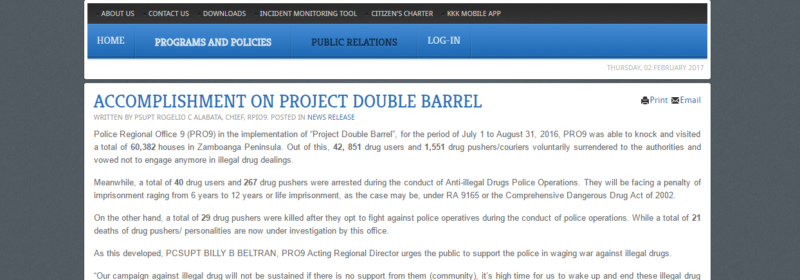 ABOUT US CONTACT US DOWNLOADS INCIDENT MONITORING TOOL CITIZEN'S CHARTER KKK MOBILE APP
HOME PROGRAMS AND POLICIES PUBLIC RELATIONS LOG-IN
THURSDAY, 02 FEBRUARY 2017
ACCOMPLISHMENT ON PROJECT DOUBLE BARREL Print Email
WRITTEN BY PSUPT ROGELIO C ALABATA, CHIEF, RPIO9. POSTED IN NEWS RELEASE
Police Regional Office 9 (PRO9) in the implementation of “Project Double Barrel”, for the period of July 1 to August 31, 2016, PRO9 was able to knock and visited
a total of 60,382 houses in Zamboanga Peninsula. Out of this, 42, 851 drug users and 1,551 drug pushers/couriers voluntarily surrendered to the authorities and
vowed not to engage anymore in illegal drug dealings.
Meanwhile, a total of 40 drug users and 267 drug pushers were arrested during the conduct of Anti-illegal Drugs Police Operations. They will be facing a penalty of
imprisonment raging from 6 years to 12 years or life imprisonment, as the case may be, under RA 9165 or the Comprehensive Dangerous Drug Act of 2002.
On the other hand, a total of 29 drug pushers were killed after they opt to fight against police operatives during the conduct of police operations. While a total of 21
deaths of drug pushers/ personalities are now under investigation by this office.
As this developed, PCSUPT BILLY B BELTRAN, PRO9 Acting Regional Director urges the public to support the police in waging war against illegal drugs.
“Our campaign against illegal drug will not be sustained if there is no support from them (community), it’s high time for us to wake up and end these illegal drug